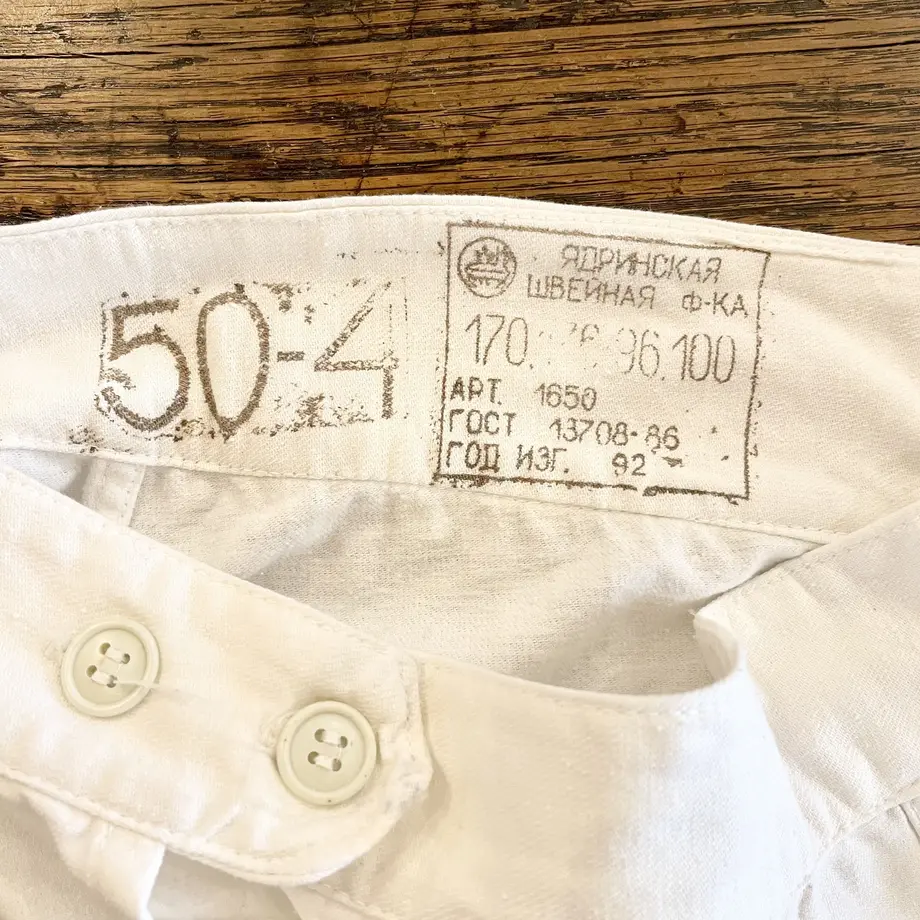 50-4
ЯДРИНСКАЯ
ШВЕЙНАЯ Ф-КА
170. 96.100
АРТ. 1650
ГОСТ 13708-86
ГОД ИЗГ. 92